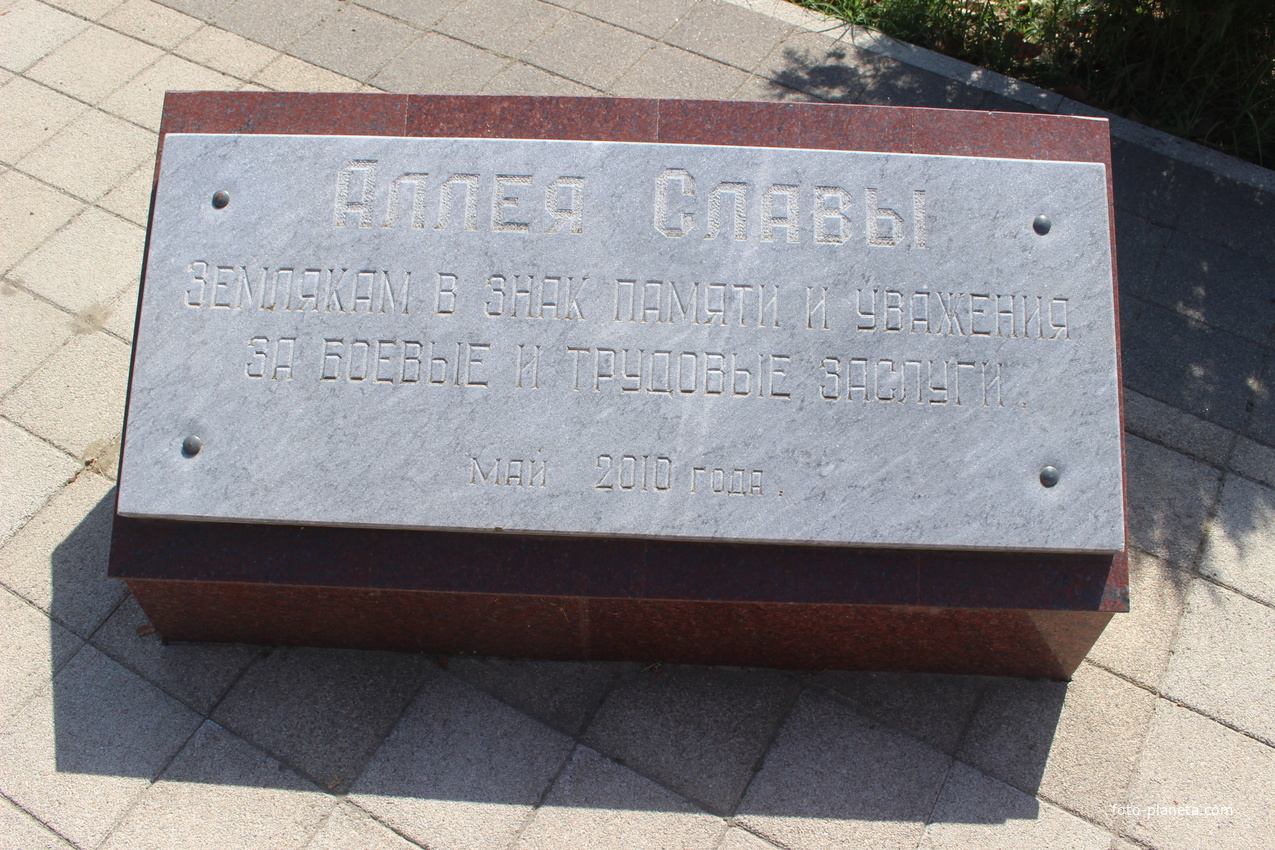 Аллея Славы
Землякам в знак памяти и уважения
за боевые и трудовые заслуги.
май 2010 года.
foto-planeta.com